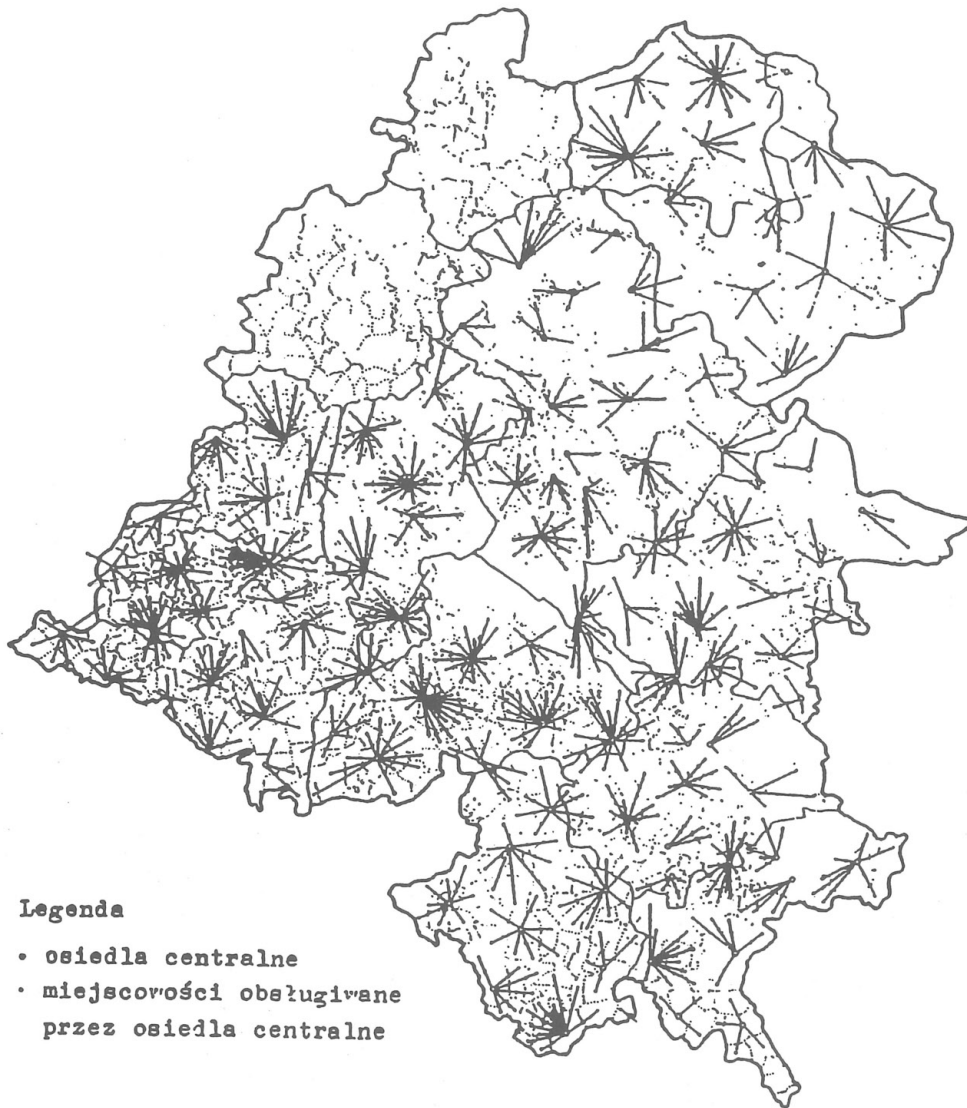 Legenda
• osiedla centralne
· miejscowości obsługiwane
przez osiedla centralne